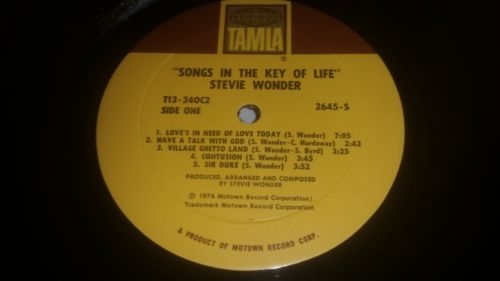 TAMLA
"SONGS IN THE KEY OF LIFE"
STEVIE WONDER
T13-340C2
SIDE ONE
2645-S
1. LOVE'S IN NEED OF LOVE TODAY (S. Wonder) 7:05
2. HAVE A TALK WITH GOD (S. Wonder-C. Hardaway) 2:42
3. VILLAGE GHETTO LAND (S. Wonder-S. Byrd) 3:25
4. CONTUSION (S. Wonder) 3:45
5. SIR DUKE (S. Wonder) 3:52
PRODUCED, ARRANGED AND COMPOSED
BY STEVIE WONDER
℗ 1976 Motown Record Corporation/
Trademark Motown Record Corporation
A PRODUCT OF MOTOWN RECORD CORP.